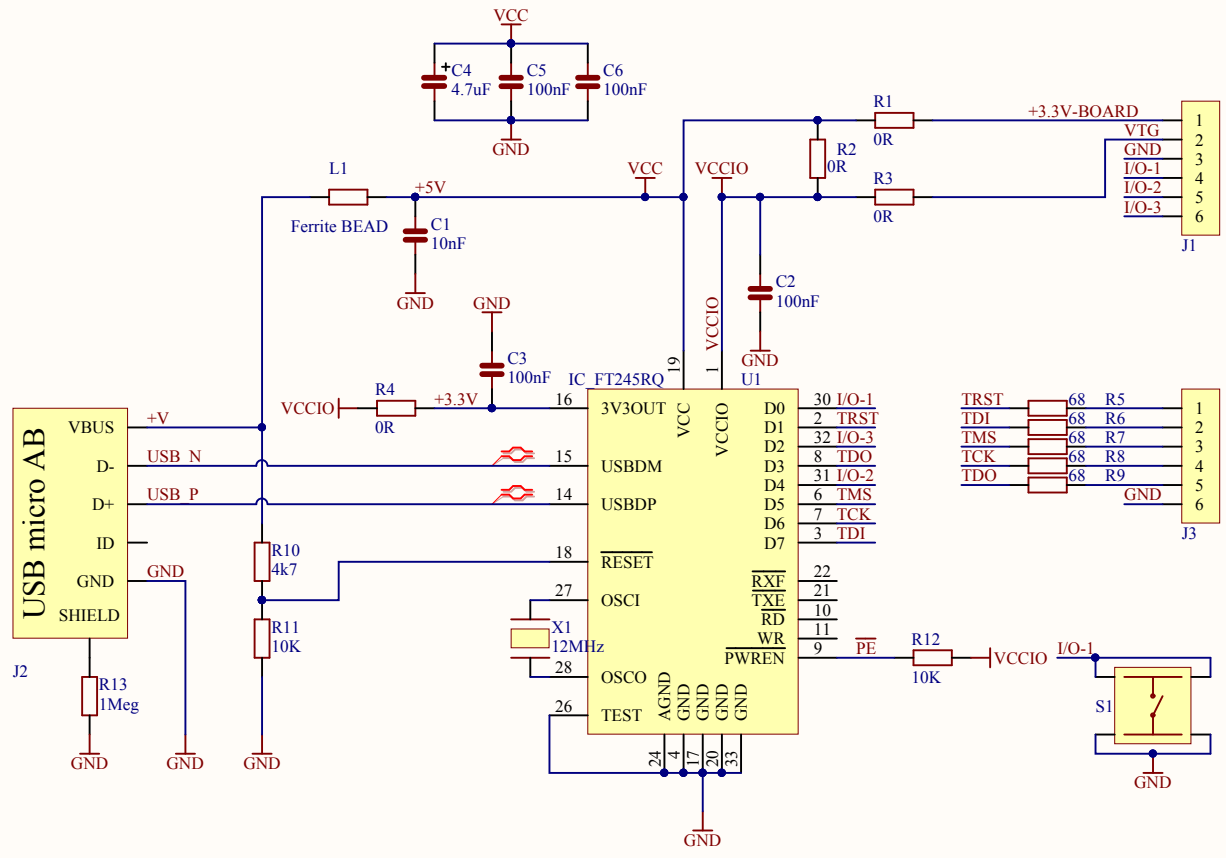 VCC
C4
4.7uF
C5
100nF
C6
100nF
GND
R1
0R
+3.3V-BOARD
VTG
GND
I/O-1
I/O-2
I/O-3
1
2
3
4
5
6
J1
R2
0R
R3
0R
L1
Ferrite BEAD
+5V
C1
10nF
GND
VCC
VCCIO
VCCIO
C2
100nF
GND
GND
C3
100nF
R4
0R
VCCIO
+3.3V
IC_FT245RQ
U1
19
1
VCC
VCCIO
16
3V3OUT
15
USBDM
14
USBDP
18
RESET
27
OSCI
28
OSCO
26
TEST
X1
12MHz
AGND
GND
GND
GND
GND
24
4
17
20
33
GND
D0
30
I/O-1
D1
2
TRST
D2
32
I/O-3
D3
8
TDO
D4
31
I/O-2
D5
6
TMS
D6
7
TCK
D7
3
TDI
RXF
22
TXE
21
RD
10
WR
11
PWREN
9
PE
R12
10K
VCCIO
TRST
68
R5
1
TDI
68
R6
2
TMS
68
R7
3
TCK
68
R8
4
TDO
68
R9
5
GND
6
J3
I/O-1
S1
GND
USB micro AB
VBUS
D-
D+
ID
GND
SHIELD
J2
+V
USB_N
USB_P
GND
R10
4k7
R11
10K
R13
1Meg
GND
GND
GND